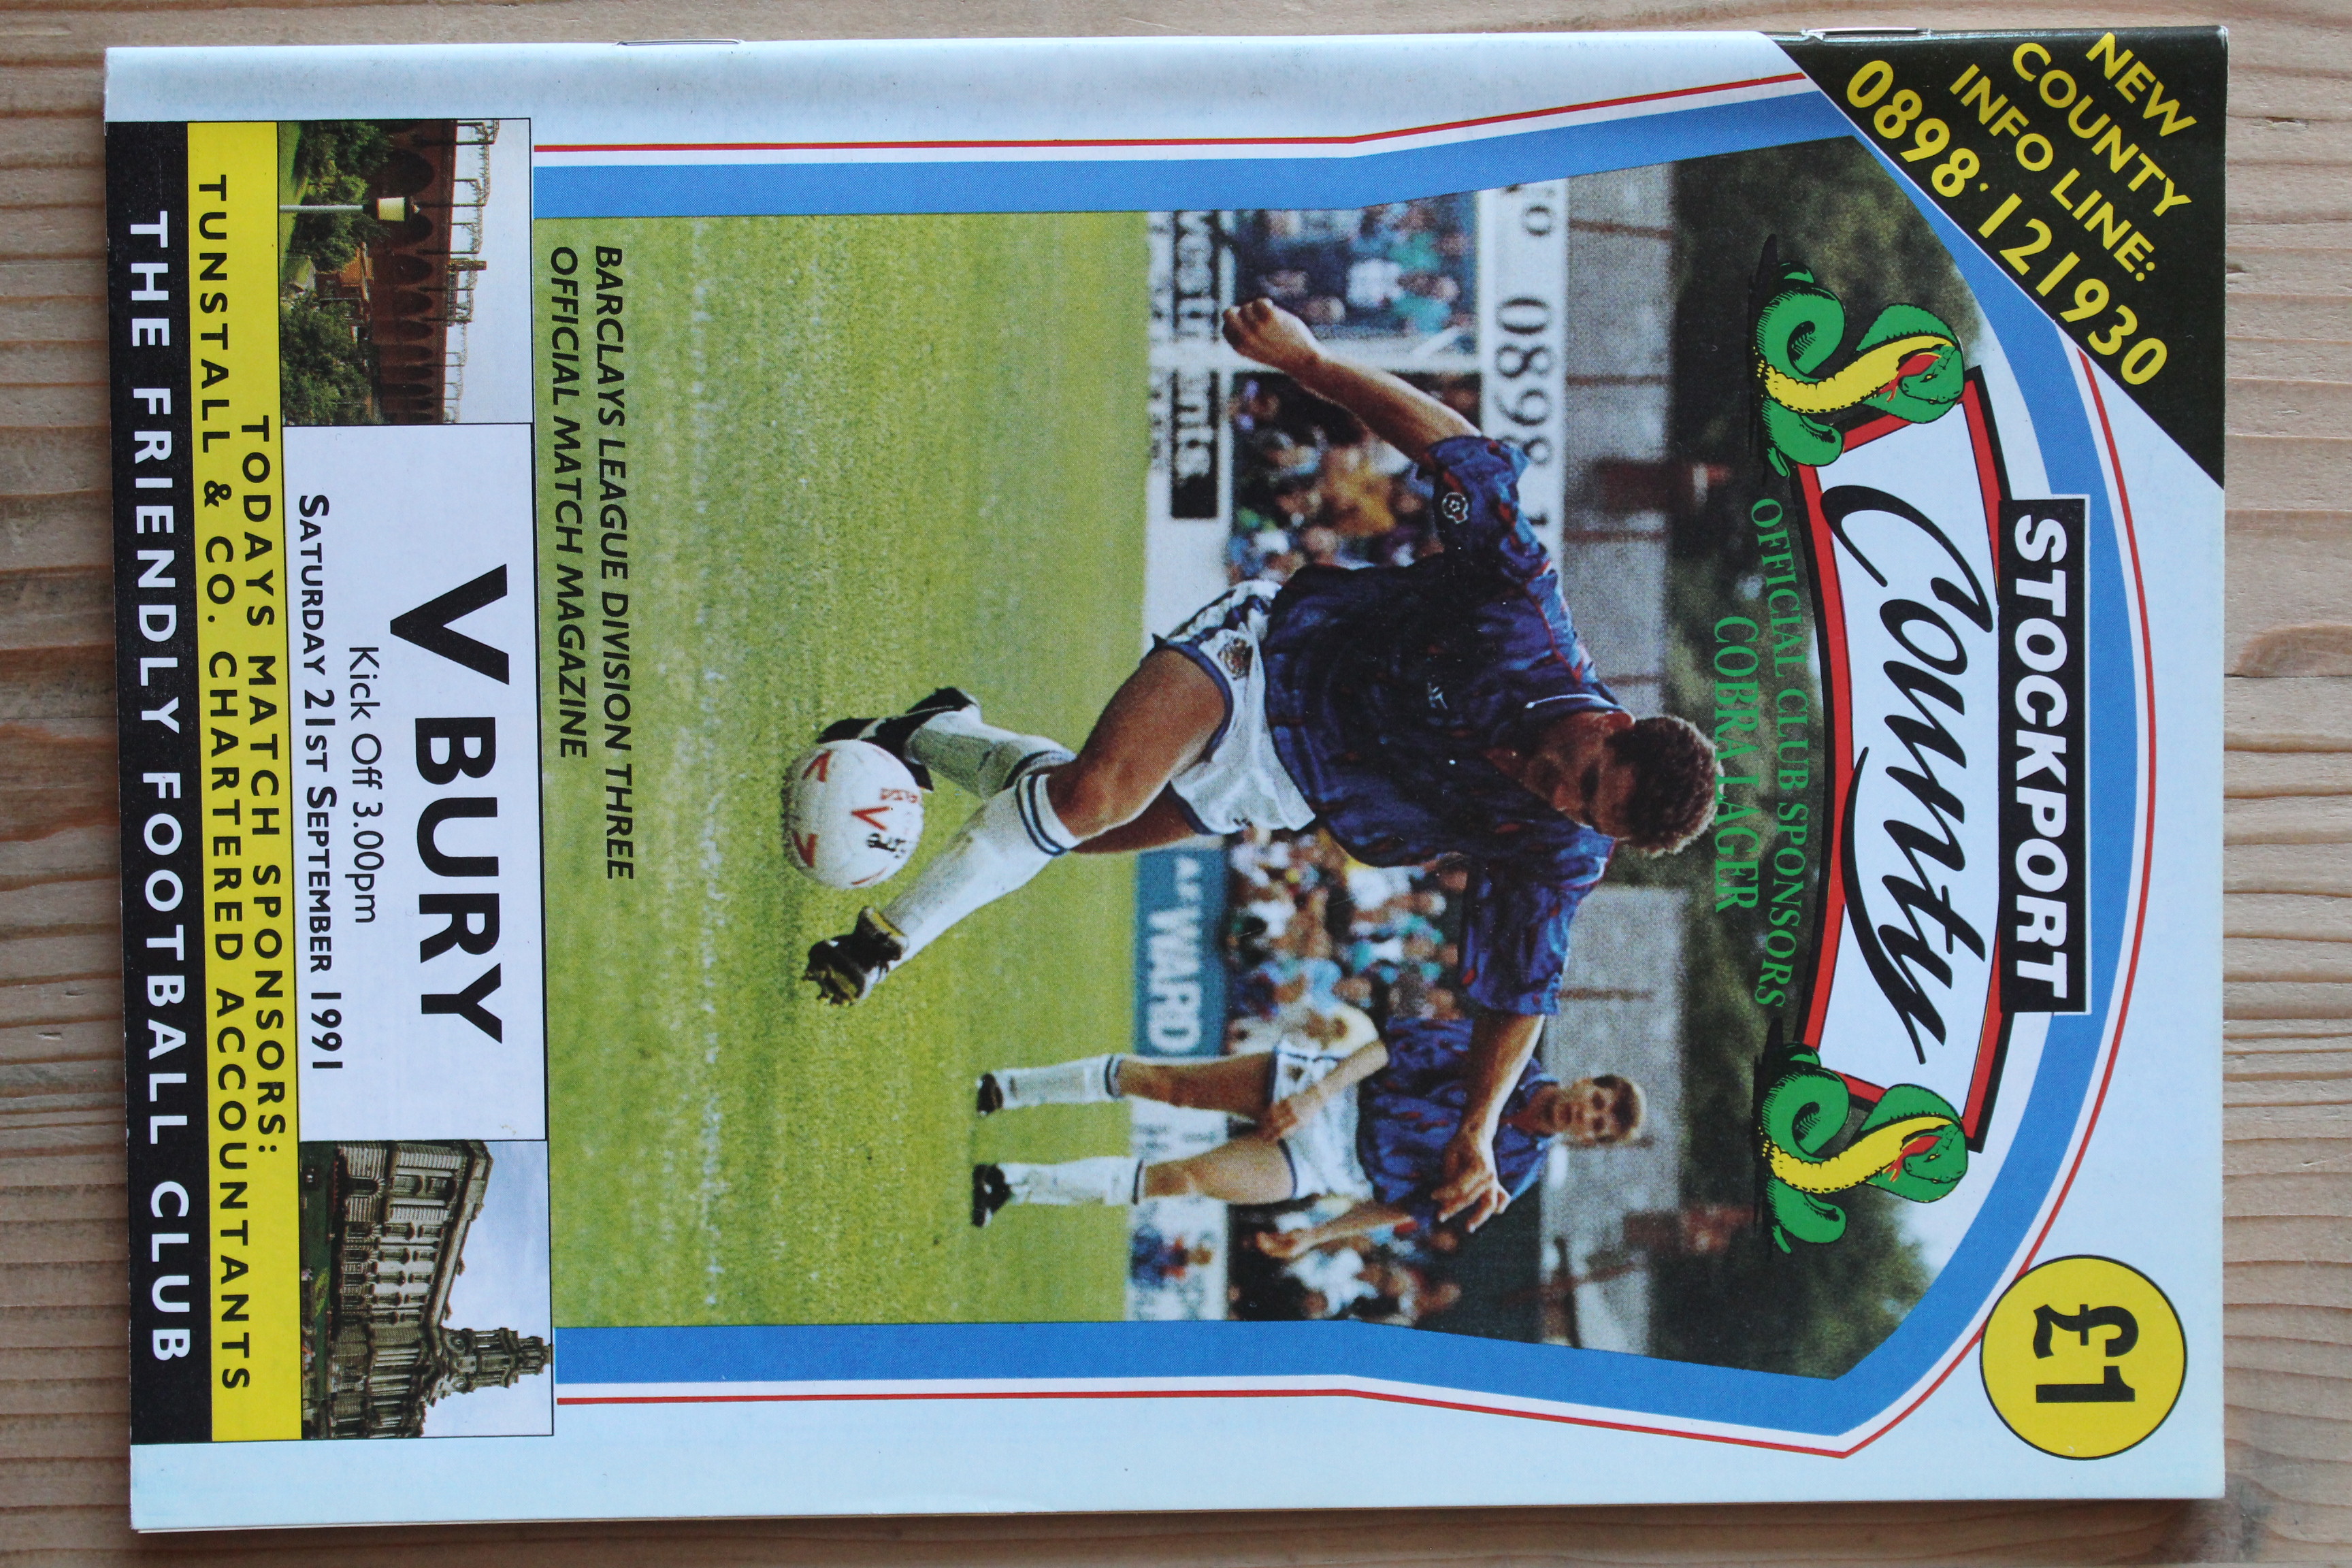 NEW
COUNTY
INFO LINE:
0898·121930
£1
STOCKPORT
County
OFFICIAL CLUB SPONSORS
COBRA LAGER
0898
A.F WARD
BARCLAYS LEAGUE DIVISION THREE
OFFICIAL MATCH MAGAZINE
V BURY
Kick Off 3.00pm
SATURDAY 21ST SEPTEMBER 1991
TODAYS MATCH SPONSORS:
TUNSTALL & CO. CHARTERED ACCOUNTANTS
THE FRIENDLY FOOTBALL CLUB